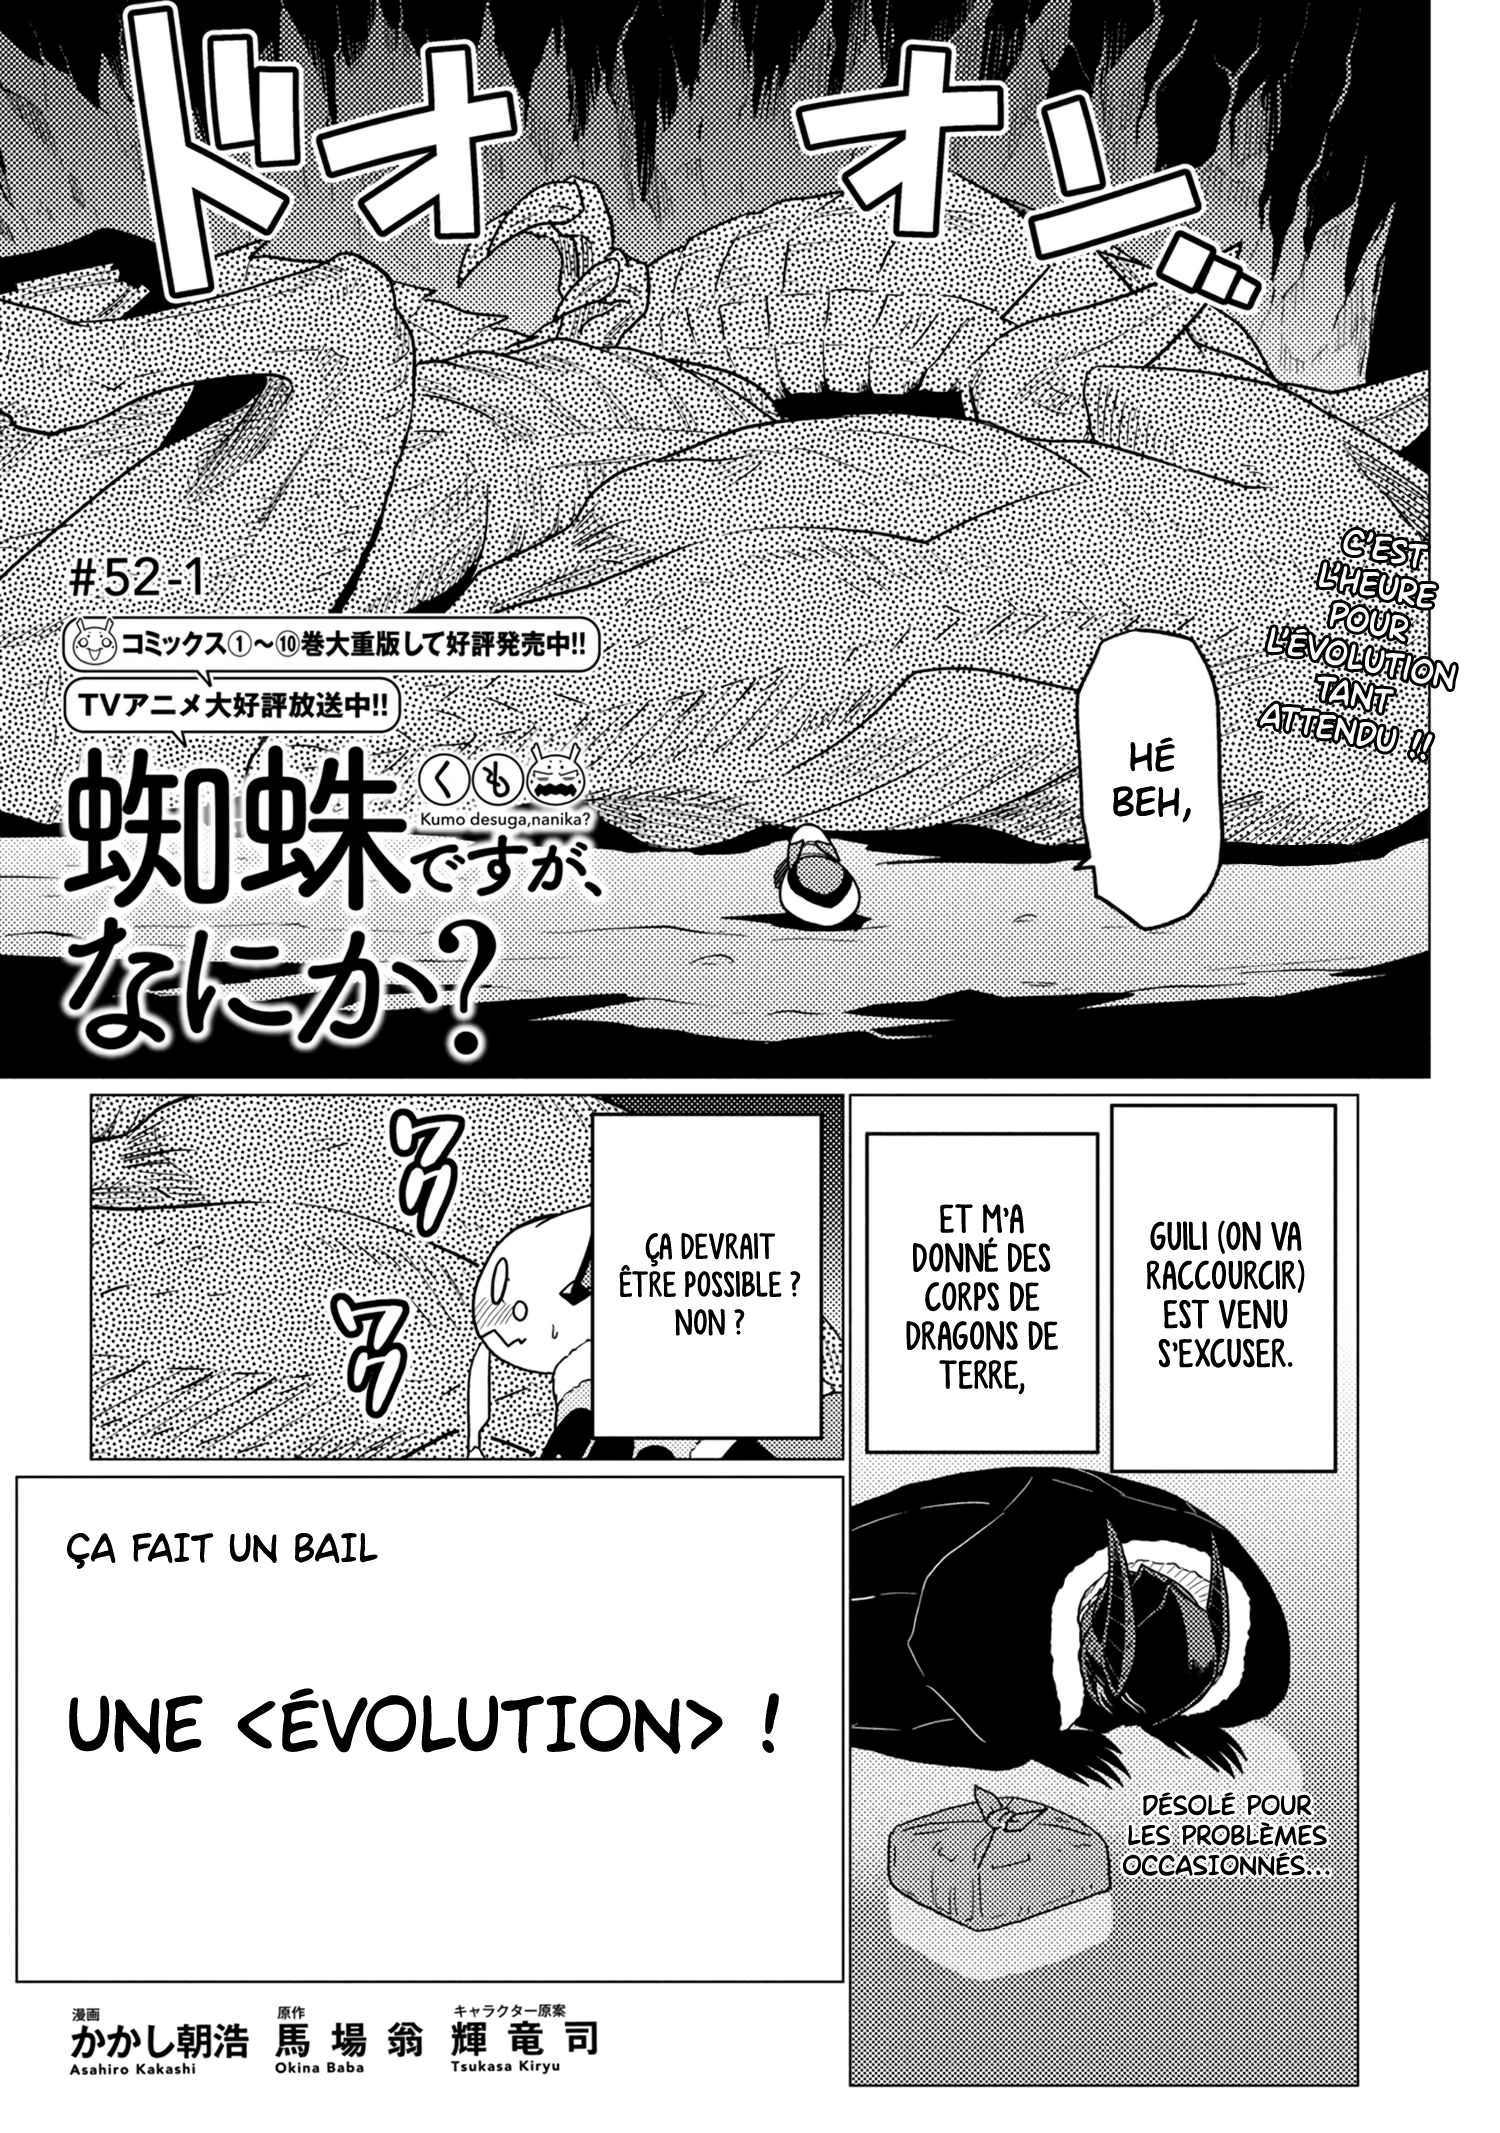 ドオオン...
C'EST
L'HEURE
POUR
L'ÉVOLUTION
TANT
ATTENDU !!
HÉ
BEH,
#52-1
コミックス①～⑩巻大重版して好評発売中!!
TVアニメ大好評放送中!!
くも
Kumo desuga,nanika?
蜘蛛ですが、
なにか?
GUILI (ON VA
RACCOURCIR)
EST VENU
S'EXCUSER.
ET M'A
DONNÉ DES
CORPS DE
DRAGONS DE
TERRE,
DÉSOLÉ POUR
LES PROBLÈMES
OCCASIONNÉS...
ÇA DEVRAIT
ÊTRE POSSIBLE ?
NON ?
ワク
ワク
ÇA FAIT UN BAIL
UNE <ÉVOLUTION> !
漫画
かかし朝浩
Asahiro Kakashi
原作
馬場翁
Okina Baba
キャラクター原案
輝竜司
Tsukasa Kiryu